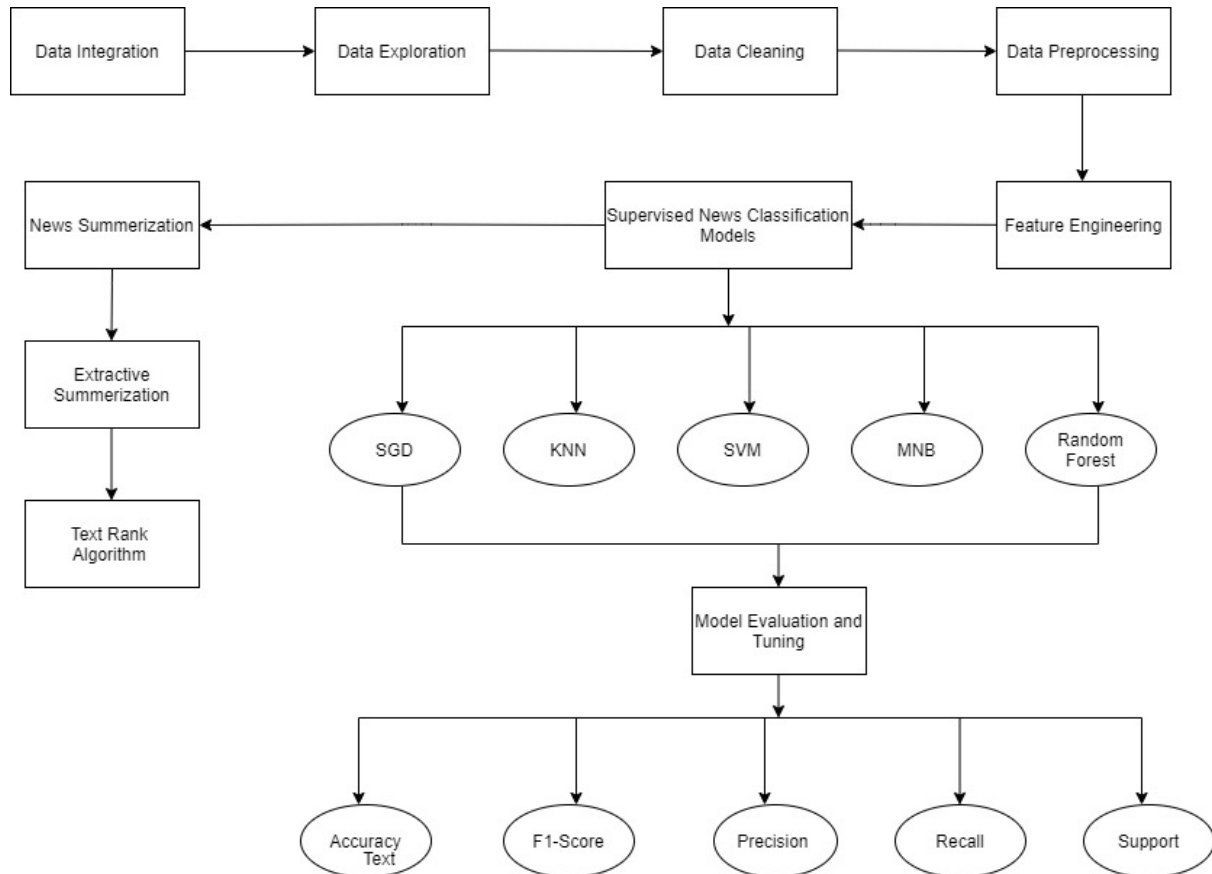 Data Integration
Data Exploration
Data Cleaning
Data Preprocessing
News Summerization
Supervised News Classification
Models
Feature Engineering
Extractive
Summerization
SGD
KNN
SVM
MNB
Random
Forest
Text Rank
Algorithm
Model Evaluation and
Tuning
Accuracy
Text
F1-Score
Precision
Recall
Support